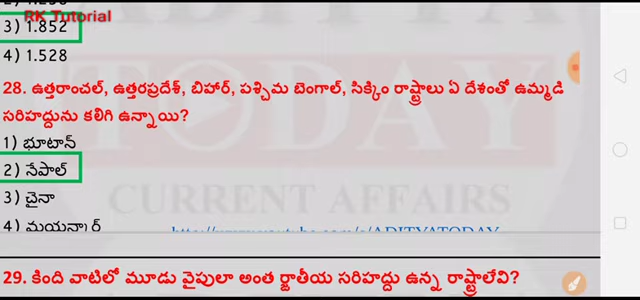 RK Tutorial
3) 1.852
4) 1.528
28. ఉత్తరాంచల్, ఉత్తరప్రదేశ్, బిహార్, పశ్చిమ బెంగాల్, సిక్కిం రాష్ట్రాలు ఏ దేశంతో ఉమ్మడి
సరిహద్దును కలిగి ఉన్నాయి?
1) భూటాన్
2) నేపాల్
TODAY
3) చైనా
CURRENT AFFAIRS
4) మయన్మార్
29. కింది వాటిలో మూడు వైపులా అంత ర్జాతీయ సరిహద్దు ఉన్న రాష్ట్రాలేవి?